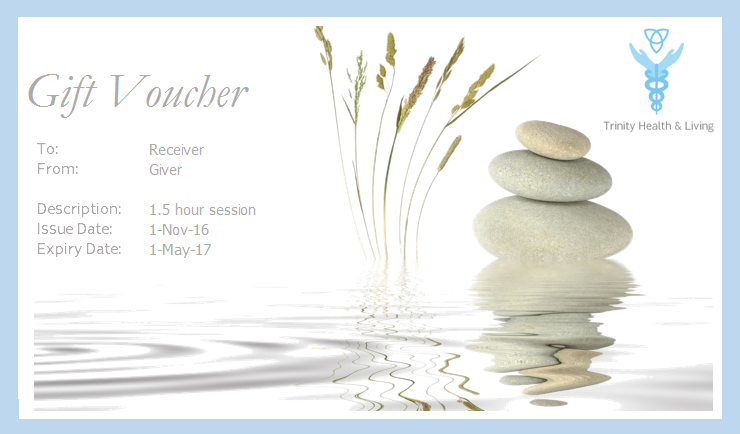 Gift Voucher
Trinity Health & Living
To: Receiver
From: Giver
Description: 1.5 hour session
Issue Date: 1-Nov-16
Expiry Date: 1-May-17